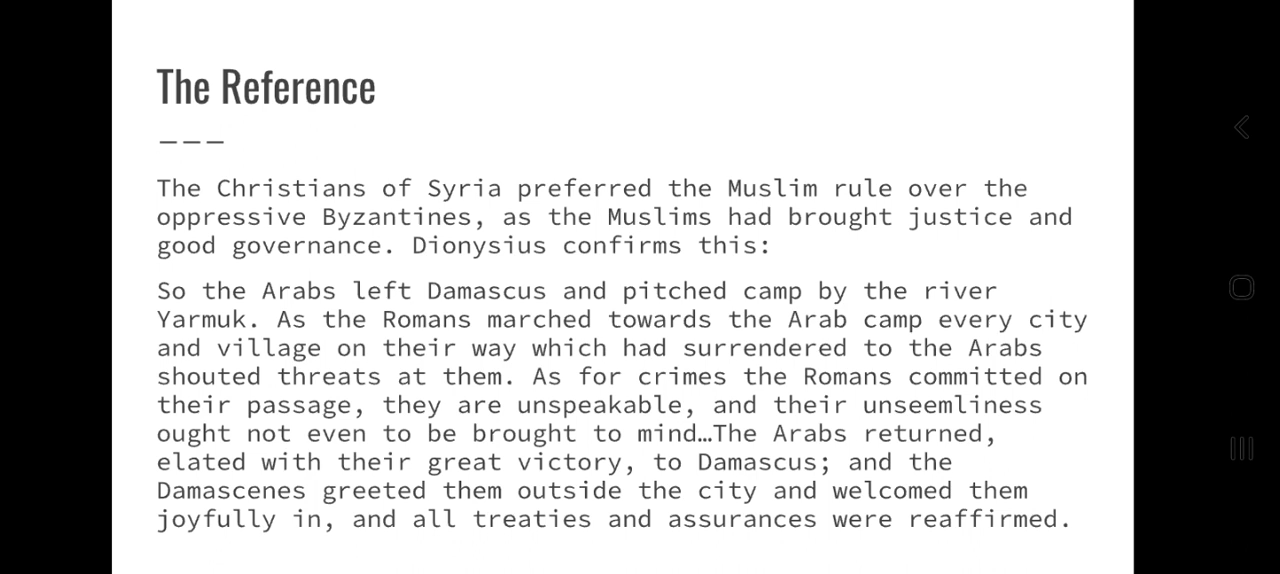 The Reference
———
The Christians of Syria preferred the Muslim rule over the
oppressive Byzantines, as the Muslims had brought justice and
good governance. Dionysius confirms this:
So the Arabs left Damascus and pitched camp by the river
Yarmuk. As the Romans marched towards the Arab camp every city
and village on their way which had surrendered to the Arabs
shouted threats at them. As for crimes the Romans committed on
their passage, they are unspeakable, and their unseemliness
ought not even to be brought to mind…The Arabs returned,
elated with their great victory, to Damascus; and the
Damascenes greeted them outside the city and welcomed them
joyfully in, and all treaties and assurances were reaffirmed.